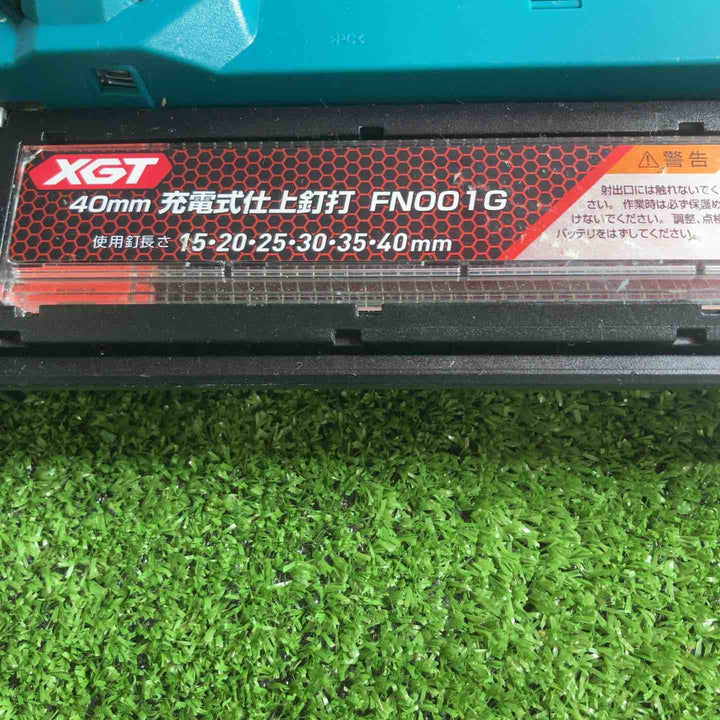 >PC<
XGT
40mm 充電式仕上釘打 FN001G
使用釘長さ 15・20・25・30・35・40mm
⚠警告
射出口には触れないでく
さい。作業時は必ず保護め
けないでください。調整、点検
バッテリをはずしてください。